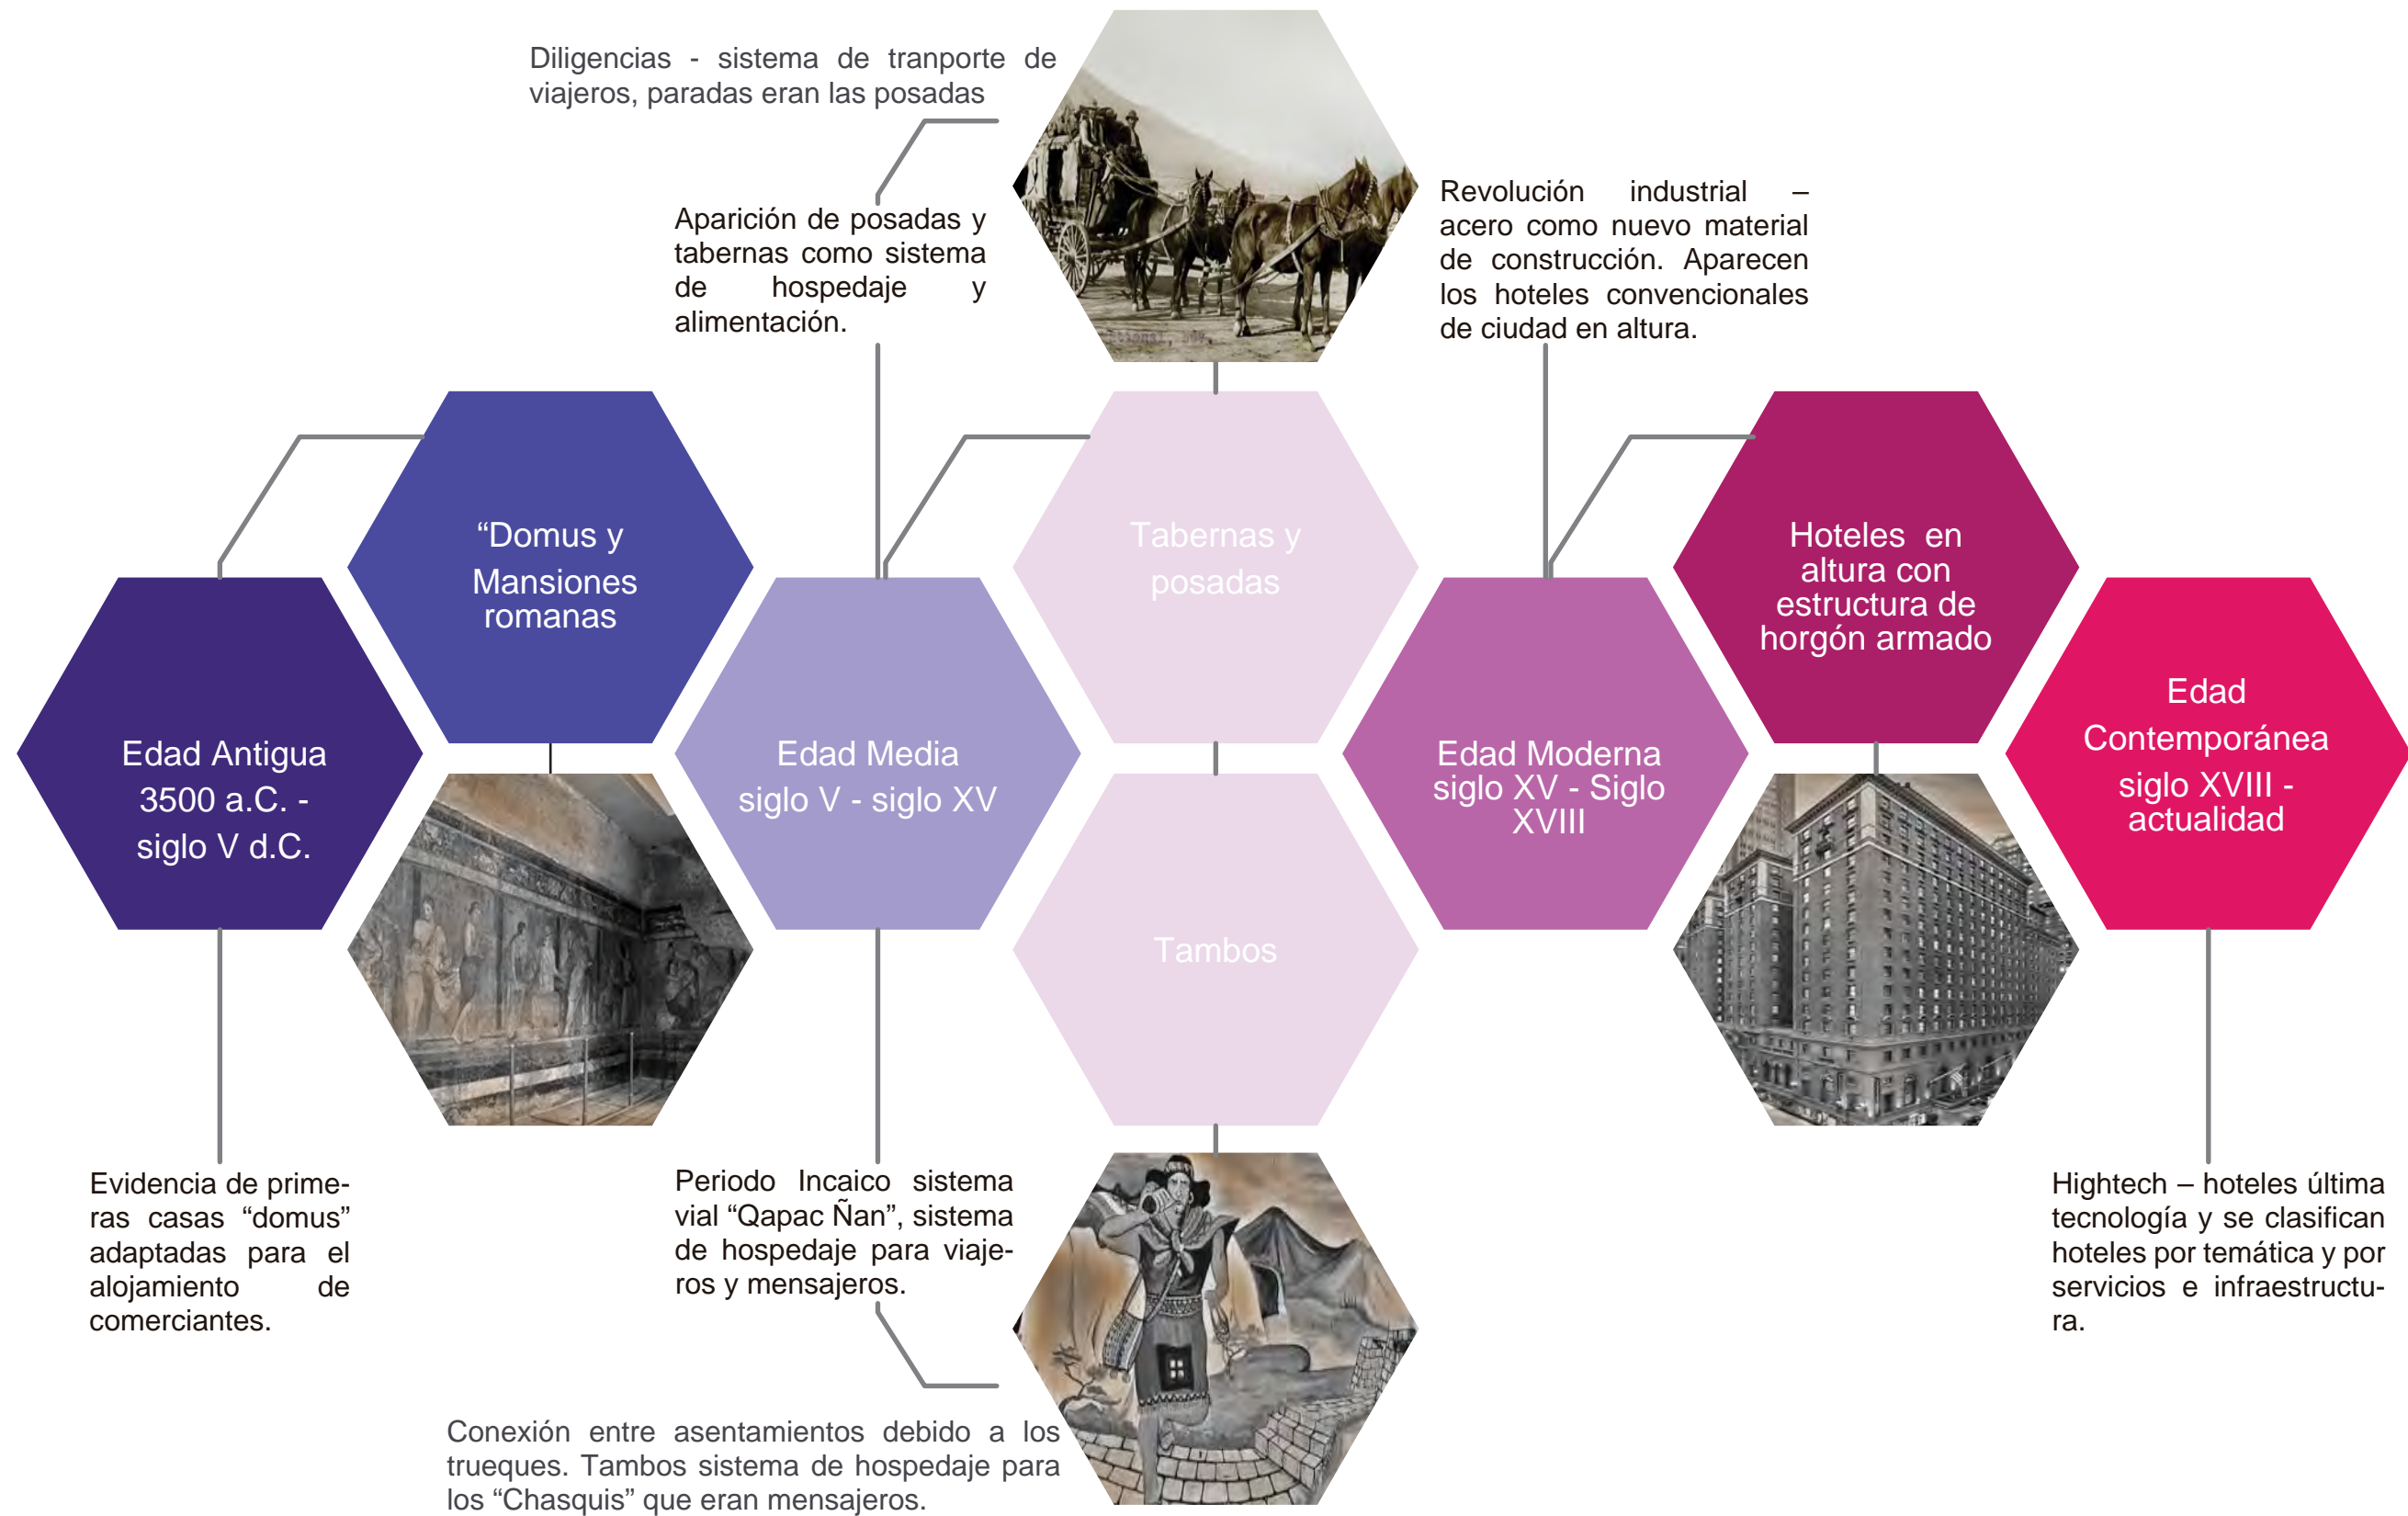 Diligencias - sistema de tranporte de
viajeros, paradas eran las posadas
Aparición de posadas y
tabernas como sistema
de hospedaje y
alimentación.
Revolución industrial –
acero como nuevo material
de construcción. Aparecen
los hoteles convencionales
de ciudad en altura.
“Domus y
Mansiones
romanas
Tabernas y
posadas
Hoteles en
altura con
estructura de
horgón armado
Edad Antigua
3500 a.C. -
siglo V d.C.
Edad Media
siglo V - siglo XV
Edad Moderna
siglo XV - Siglo
XVIII
Edad
Contemporánea
siglo XVIII -
actualidad
Tambos
Evidencia de prime-
ras casas “domus”
adaptadas para el
alojamiento de
comerciantes.
Periodo Incaico sistema
vial “Qapac Ñan”, sistema
de hospedaje para viaje-
ros y mensajeros.
Hightech – hoteles última
tecnología y se clasifican
hoteles por temática y por
servicios e infraestructu-
ra.
Conexión entre asentamientos debido a los
trueques. Tambos sistema de hospedaje para
los “Chasquis” que eran mensajeros.